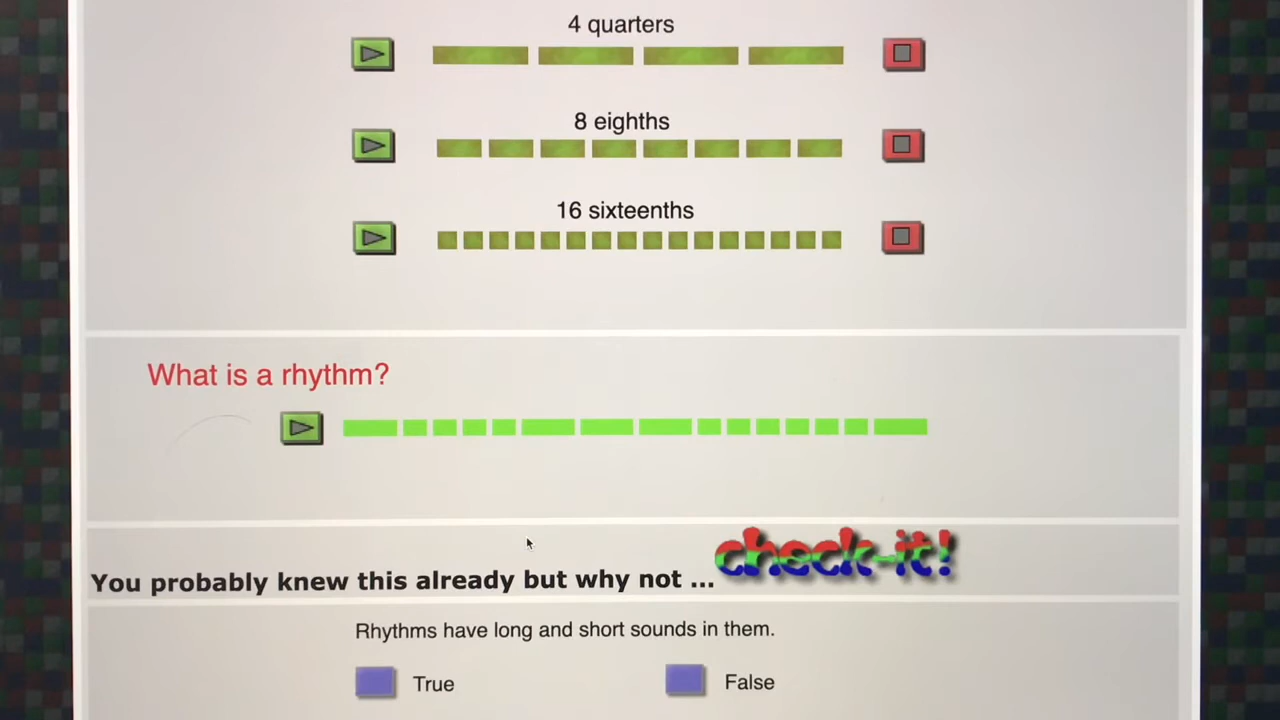 4 quarters
8 eighths
16 sixteenths
What is a rhythm?
You probably knew this already but why not ... check-it!
Rhythms have long and short sounds in them.
True False